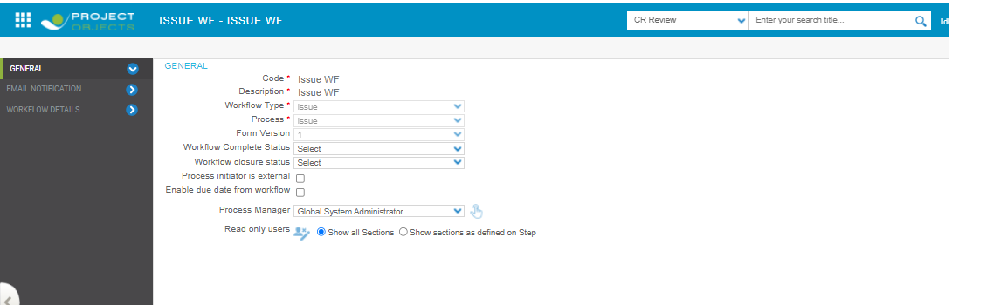 PROJECT
OBJECTS
ISSUE WF - ISSUE WF
CR Review
Enter your search title...
GENERAL
EMAIL NOTIFICATION
WORKFLOW DETAILS
GENERAL
Code * Issue WF
Description * Issue WF
Workflow Type * Issue
Process * Issue
Form Version 1
Workflow Complete Status Select
Workflow closure status Select
Process initiator is external
Enable due date from workflow
Process Manager Global System Administrator
Read only users Show all Sections Show sections as defined on Step